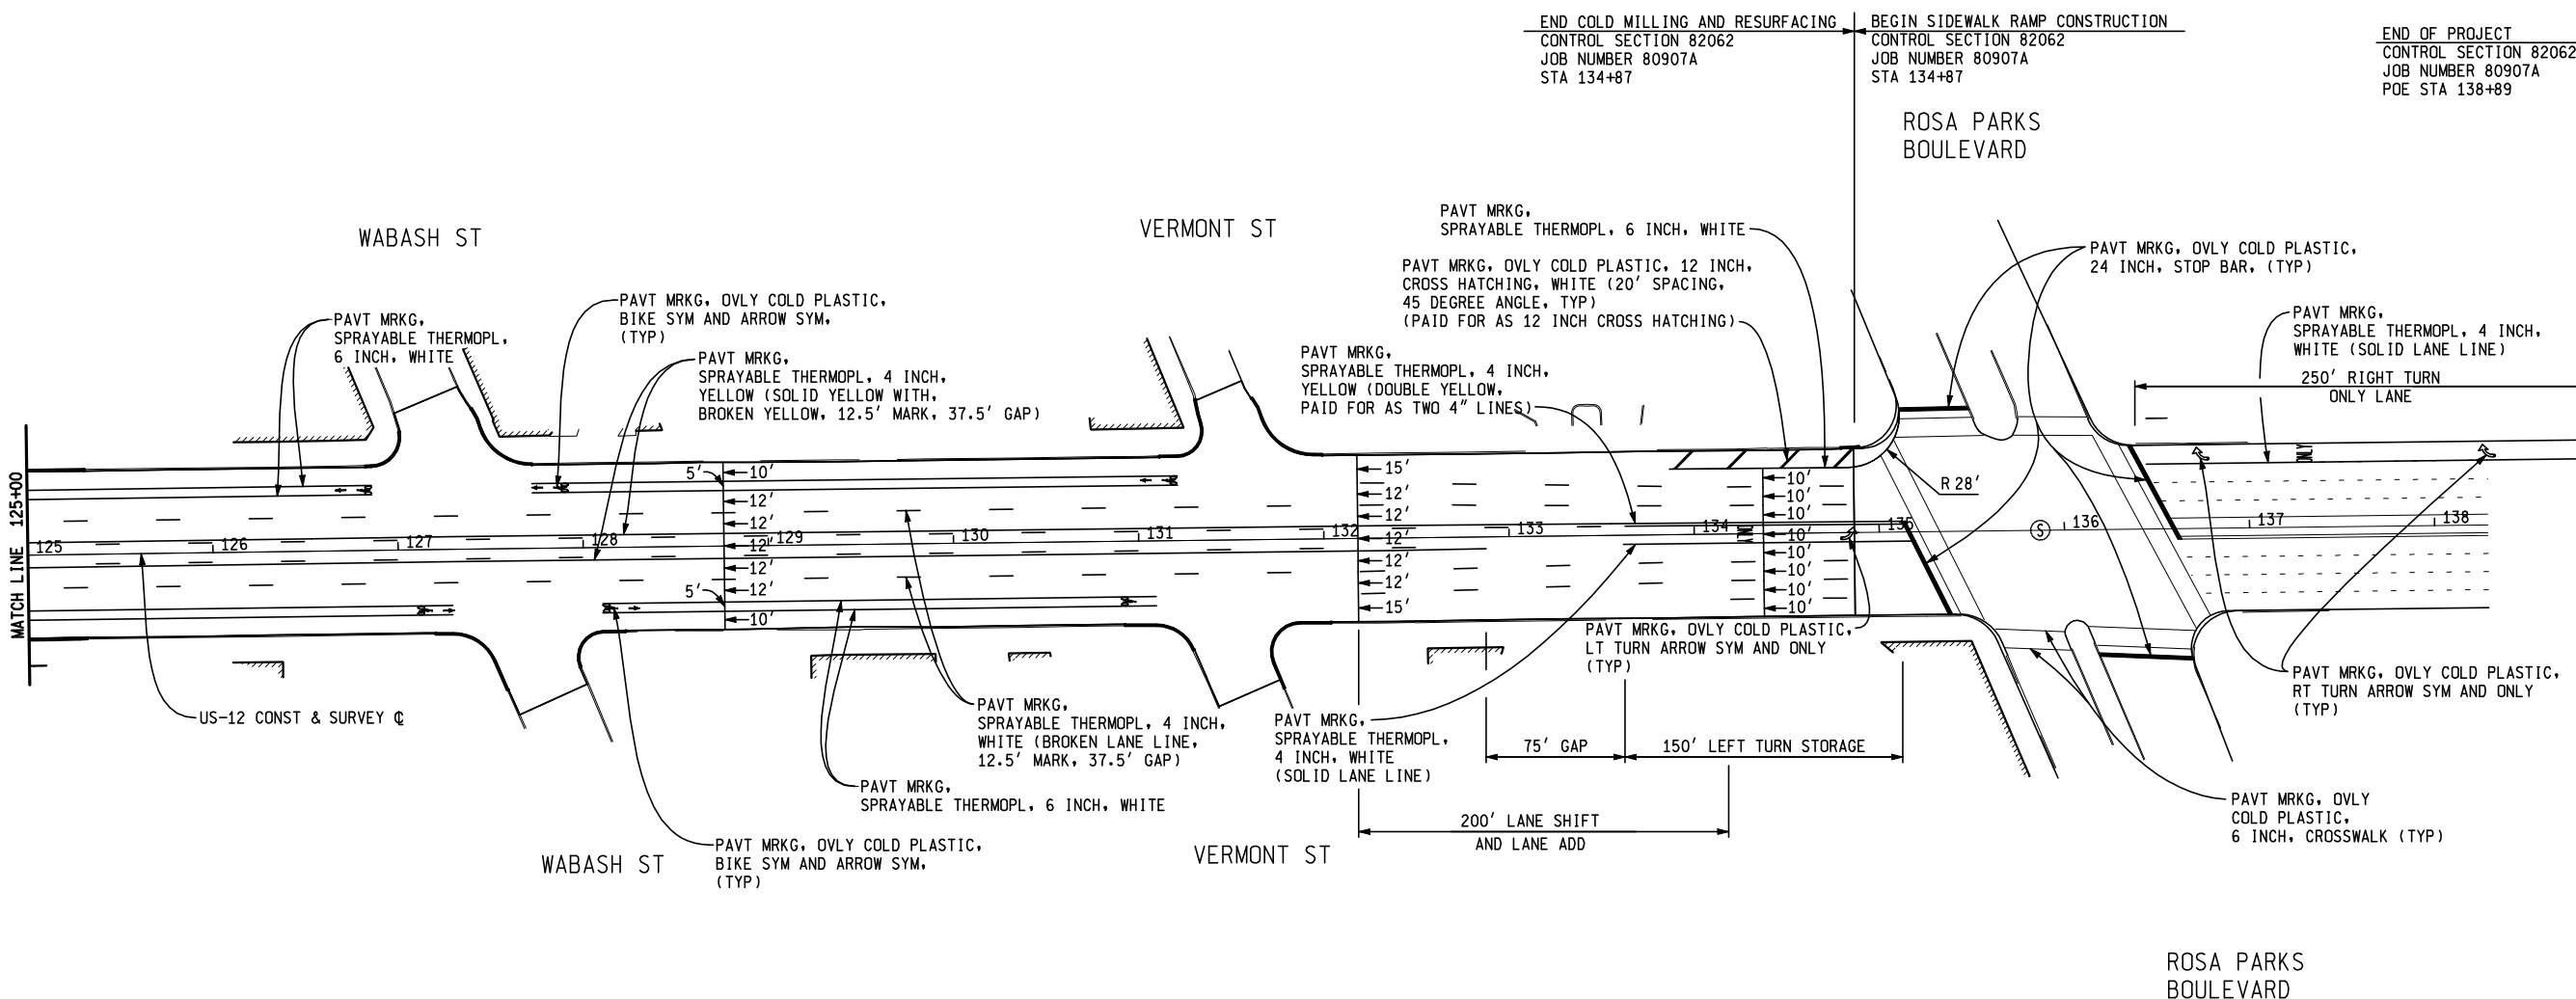 END COLD MILLING AND RESURFACING
CONTROL SECTION 82062
JOB NUMBER 80907A
STA 134+87
BEGIN SIDEWALK RAMP CONSTRUCTION
CONTROL SECTION 82062
JOB NUMBER 80907A
STA 134+87
END OF PROJECT
CONTROL SECTION 82062
JOB NUMBER 80907A
POE STA 138+89
ROSA PARKS
BOULEVARD
WABASH ST
VERMONT ST
PAVT MRKG,
SPRAYABLE THERMOPL, 6 INCH, WHITE
PAVT MRKG, OVLY COLD PLASTIC, 12 INCH,
CROSS HATCHING, WHITE (20' SPACING,
45 DEGREE ANGLE, TYP)
(PAID FOR AS 12 INCH CROSS HATCHING)
PAVT MRKG, OVLY COLD PLASTIC,
24 INCH, STOP BAR, (TYP)
PAVT MRKG,
SPRAYABLE THERMOPL, 4 INCH,
WHITE (SOLID LANE LINE)
250' RIGHT TURN
ONLY LANE
PAVT MRKG,
SPRAYABLE THERMOPL,
6 INCH, WHITE
PAVT MRKG, OVLY COLD PLASTIC,
BIKE SYM AND ARROW SYM,
(TYP)
PAVT MRKG,
SPRAYABLE THERMOPL, 4 INCH,
YELLOW (SOLID YELLOW WITH,
BROKEN YELLOW, 12.5' MARK, 37.5' GAP)
PAVT MRKG,
SPRAYABLE THERMOPL, 4 INCH,
YELLOW (DOUBLE YELLOW,
PAID FOR AS TWO 4" LINES)
MATCH LINE 125+00
5'
10'
12'
12'
12'
12'
12'
5'
10'
15'
12'
12'
12'
12'
12'
15'
10'
10'
10'
10'
10'
10'
10'
10'
R 28'
ONLY
125
126
127
128
129
130
131
132
133
134
135
S
136
137
138
US-12 CONST & SURVEY ℄
PAVT MRKG, OVLY COLD PLASTIC,
LT TURN ARROW SYM AND ONLY
(TYP)
PAVT MRKG, OVLY COLD PLASTIC,
RT TURN ARROW SYM AND ONLY
(TYP)
PAVT MRKG,
SPRAYABLE THERMOPL, 4 INCH,
WHITE (BROKEN LANE LINE,
12.5' MARK, 37.5' GAP)
PAVT MRKG,
SPRAYABLE THERMOPL,
4 INCH, WHITE
(SOLID LANE LINE)
75' GAP
150' LEFT TURN STORAGE
PAVT MRKG,
SPRAYABLE THERMOPL, 6 INCH, WHITE
200' LANE SHIFT
AND LANE ADD
PAVT MRKG, OVLY
COLD PLASTIC,
6 INCH, CROSSWALK (TYP)
WABASH ST
PAVT MRKG, OVLY COLD PLASTIC,
BIKE SYM AND ARROW SYM,
(TYP)
VERMONT ST
ROSA PARKS
BOULEVARD